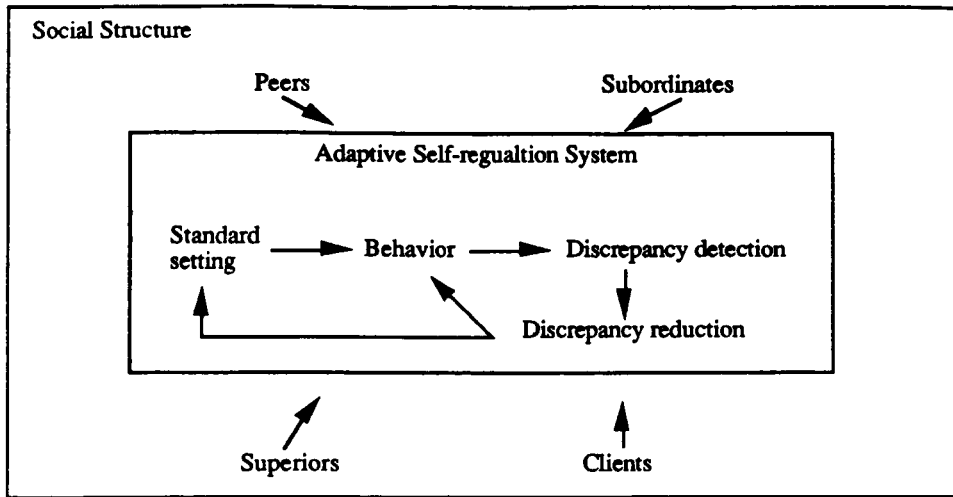 Social Structure
Peers
Subordinates
Adaptive Self-regualtion System
Standard
setting
Behavior
Discrepancy detection
Discrepancy reduction
Superiors
Clients